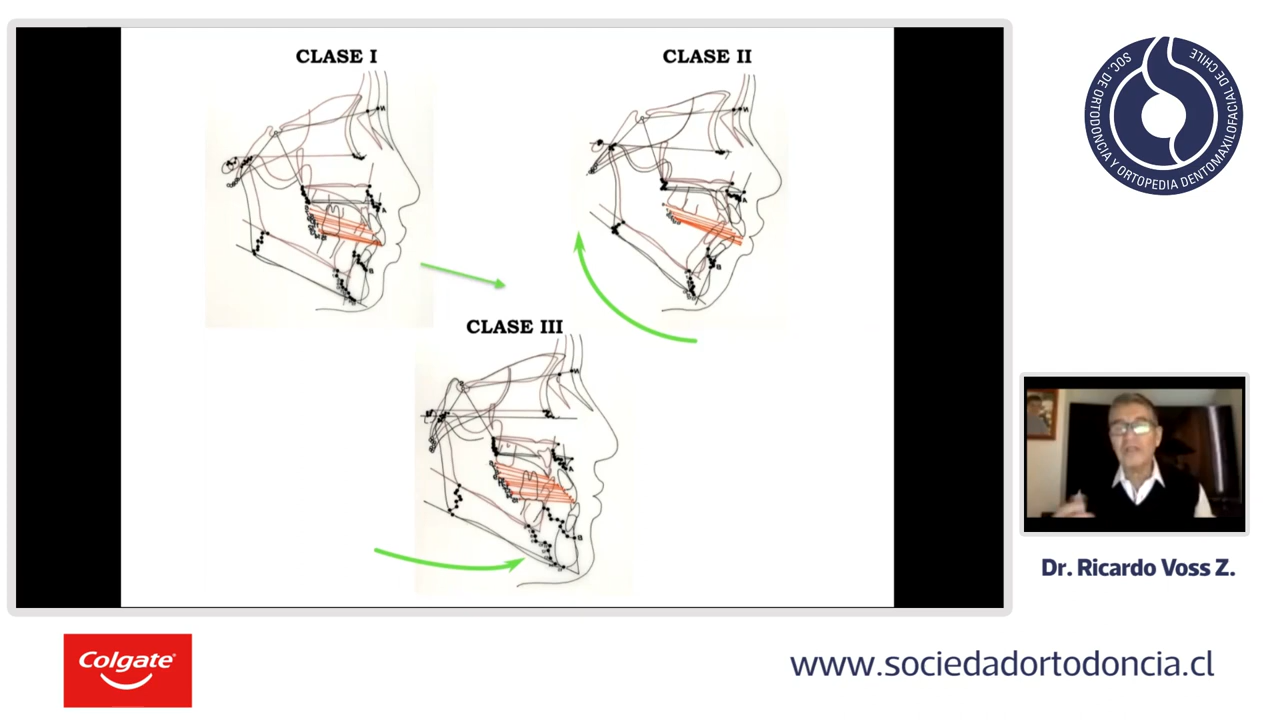 CLASE I
CLASE II
N
N
A
A
B
B
CLASE III
N
A
B
SOC. DE ORTODONCIA Y ORTOPEDIA DENTOMAXILOFACIAL DE CHILE
Dr. Ricardo Voss Z.
Colgate®
www.sociedadortodoncia.cl